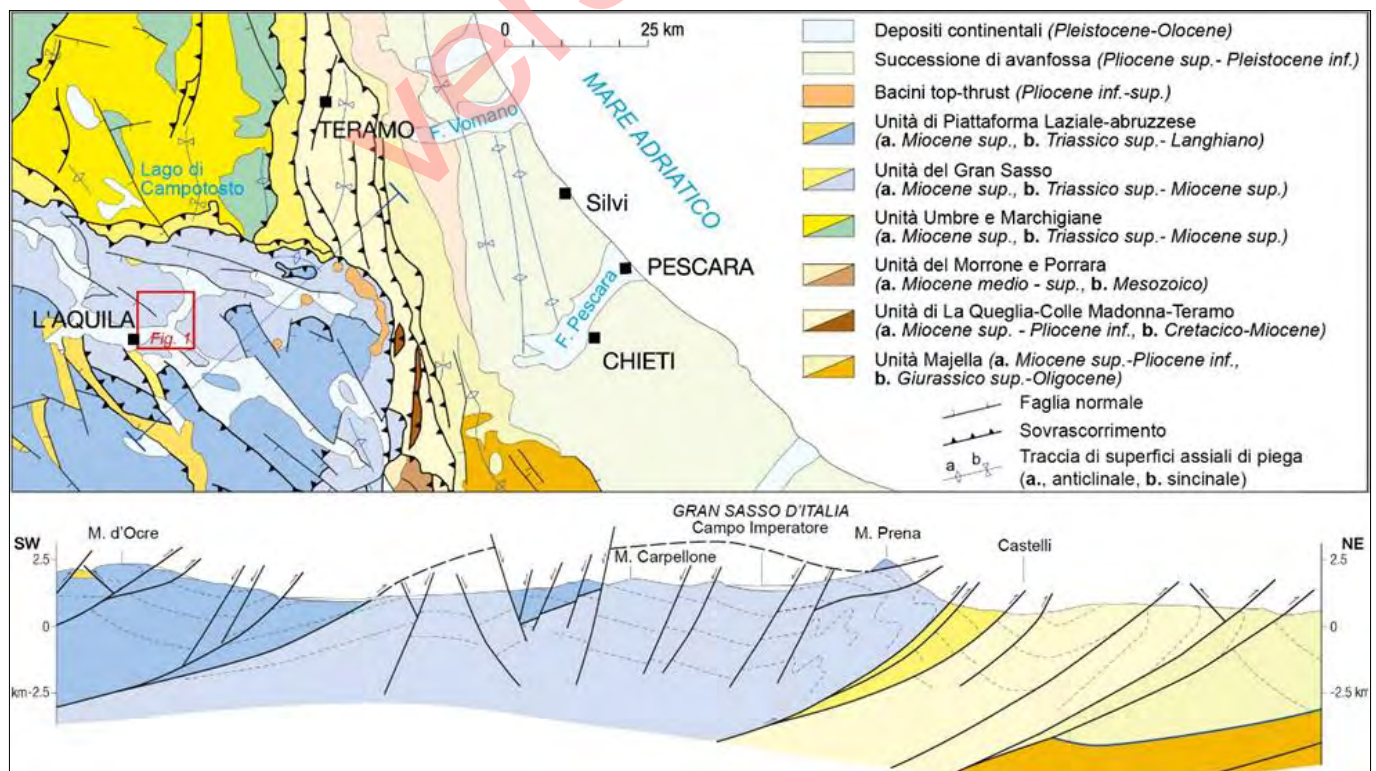 vers
0
25 km
TERAMO
F. Vomano
MARE ADRIATICO
Lago di
Campotosto
Silvi
PESCARA
F. Pescara
L'AQUILA
Fig. 1
CHIETI
Depositi continentali (Pleistocene-Olocene)
Successione di avanfossa (Pliocene sup.- Pleistocene inf.)
Bacini top-thrust (Pliocene inf.-sup.)
Unità di Piattaforma Laziale-abruzzese
(a. Miocene sup., b. Triassico sup.- Langhiano)
Unità del Gran Sasso
(a. Miocene sup., b. Triassico sup.- Miocene sup.)
Unità Umbre e Marchigiane
(a. Miocene sup., b. Triassico sup.- Miocene sup.)
Unità del Morrone e Porrara
(a. Miocene medio - sup., b. Mesozoico)
Unità di La Queglia-Colle Madonna-Teramo
(a. Miocene sup. - Pliocene inf., b. Cretacico-Miocene)
Unità Majella (a. Miocene sup.-Pliocene inf.,
b. Giurassico sup.-Oligocene)
Faglia normale
Sovrascorrimento
a b
Traccia di superfici assiali di piega
(a., anticlinale, b. sincinale)
SW
M. d'Ocre
GRAN SASSO D'ITALIA
Campo Imperatore
M. Carpellone
M. Prena
Castelli
NE
2.5
0
km-2.5
2.5
0
-2.5 km